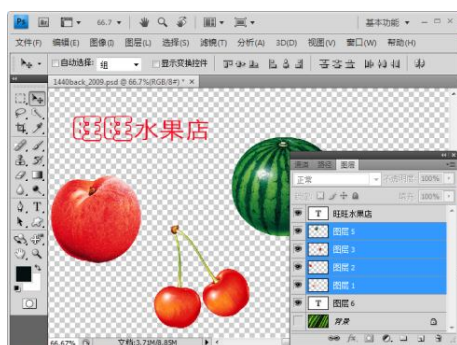 Ps 66.7 基本功能
文件(F) 编辑(E) 图像(I) 图层(L) 选择(S) 滤镜(T) 分析(A) 3D(D) 视图(V) 窗口(W) 帮助(H)
自动选择: 组 显示变换控件
1440back_2009.psd @ 66.7%(RGB/8#) *
旺旺水果店
通道 路径 图层
正常 不透明度: 100%
锁定: 填充: 100%
T 旺旺水果店
图层 5
图层 3
图层 2
图层 1
T 图层 6
背景
66.67% 文档:3.71M/8.85M